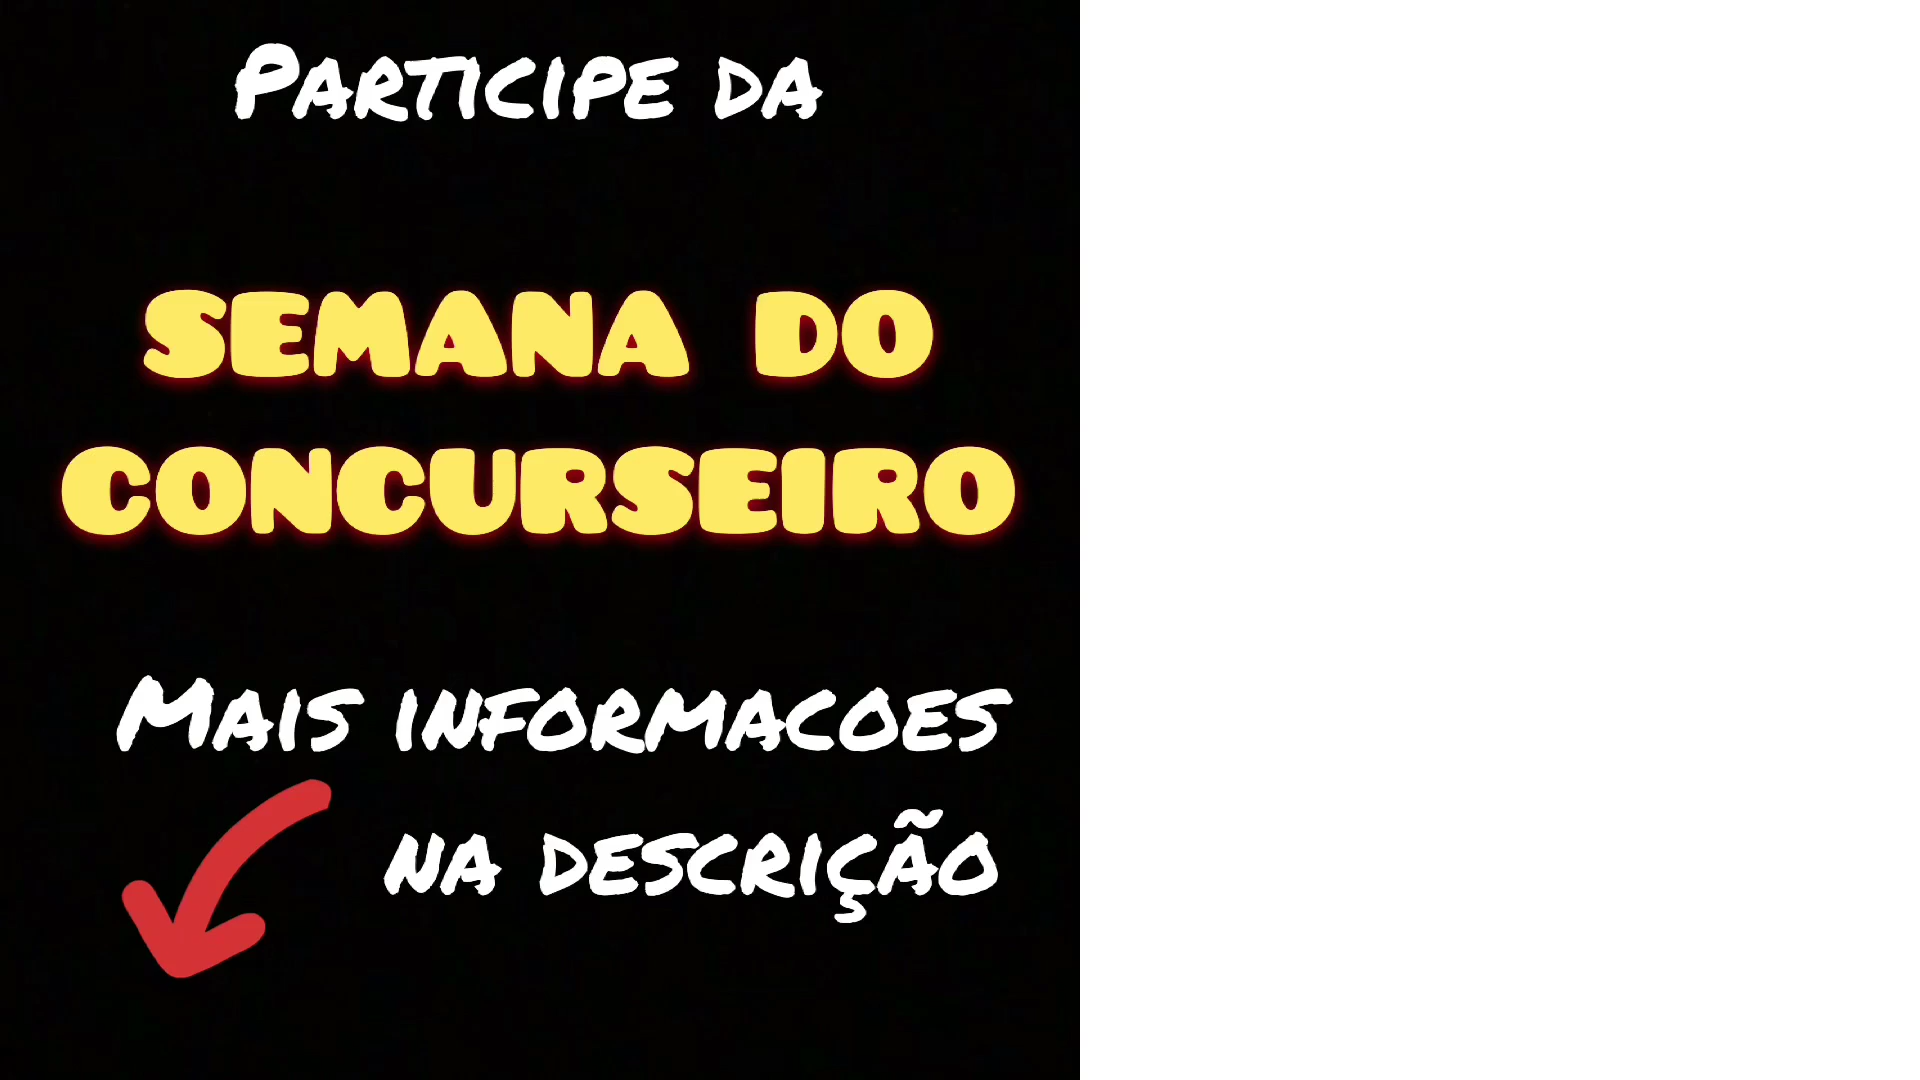 PARTICIPE DA
SEMANA DO
CONCURSEIRO
MAIS INFORMACOES
NA DESCRIÇÃO